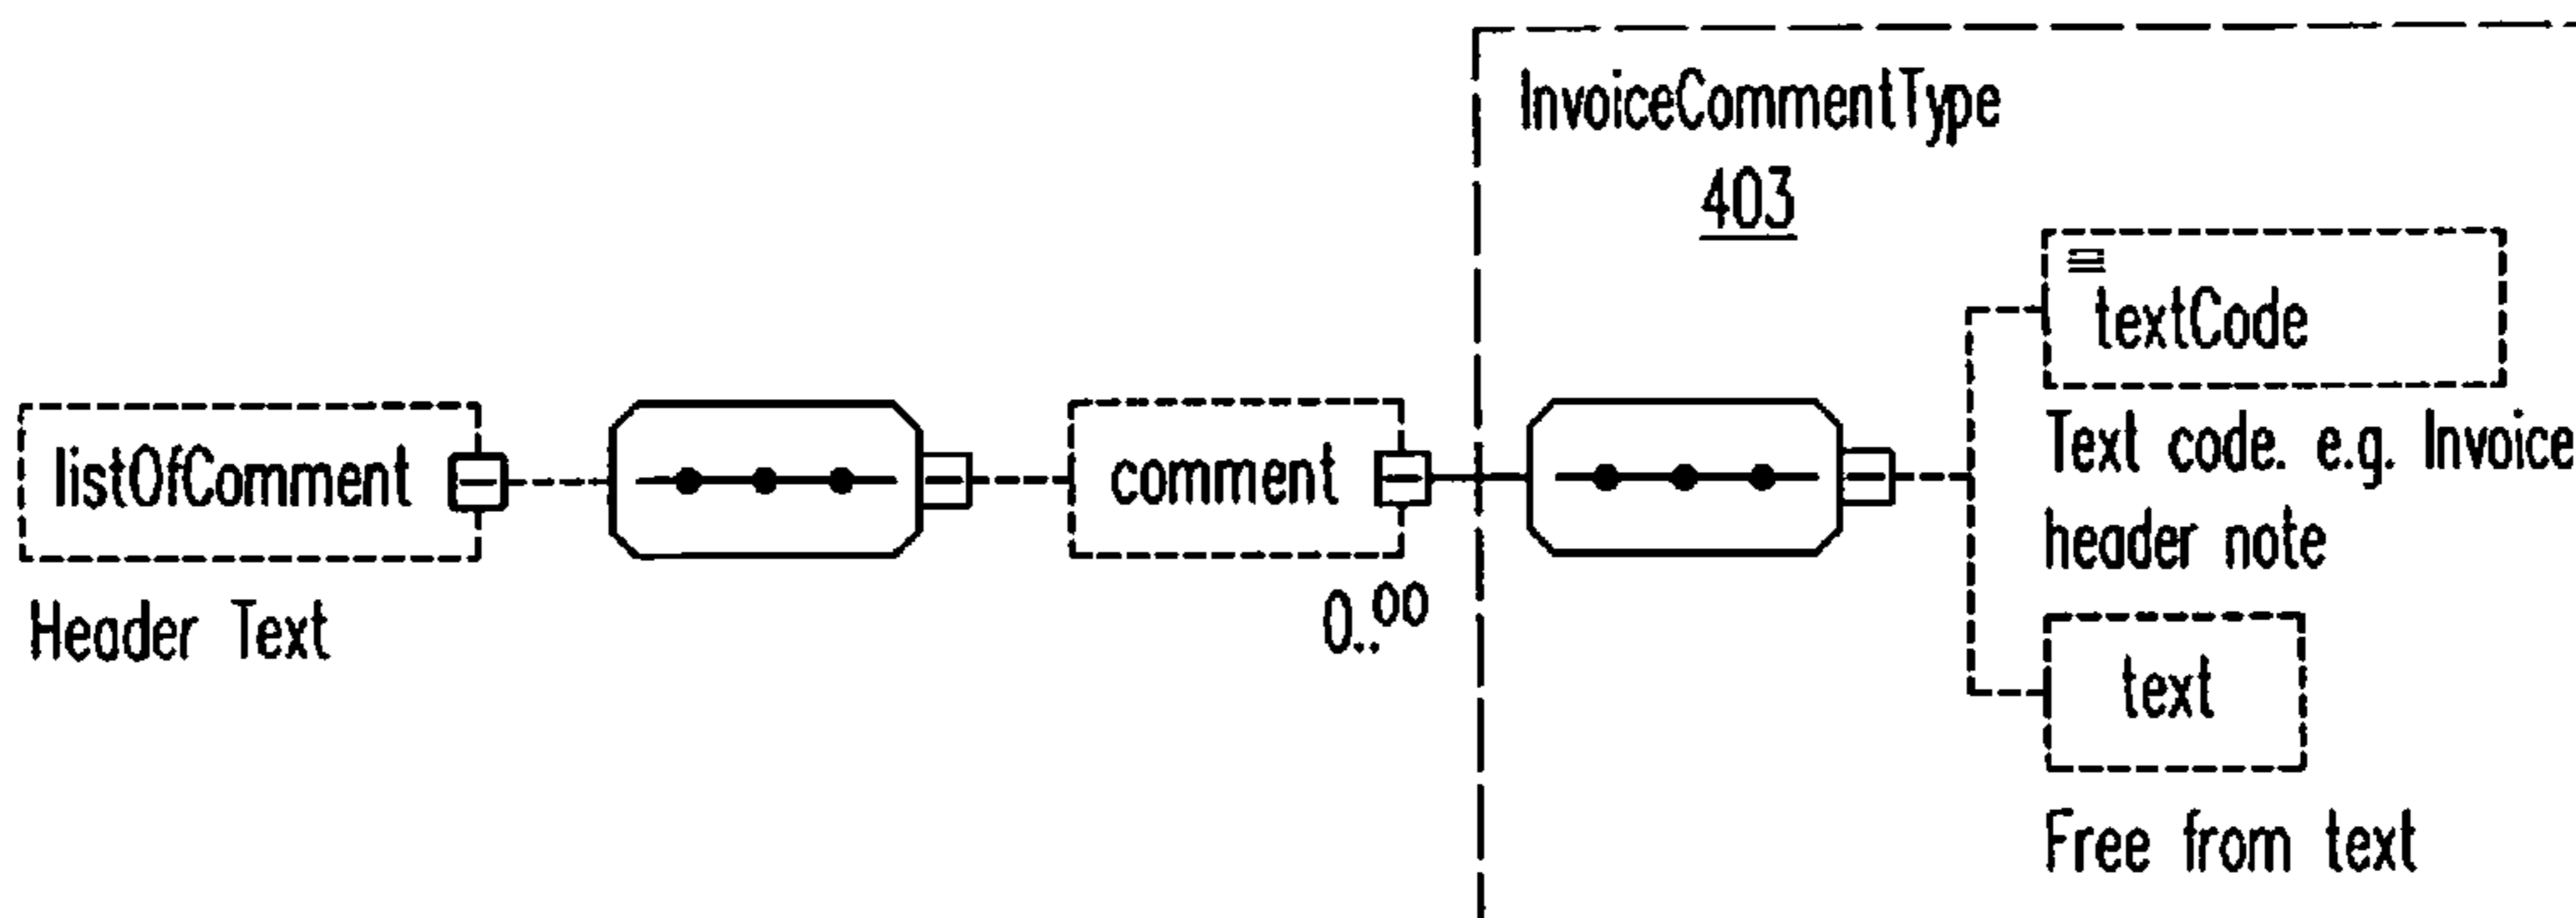 InvoiceCommentType
403
textCode
Text code. e.g. Invoice
header note
listOfComment
Header Text
comment
0..∞
text
Free from text